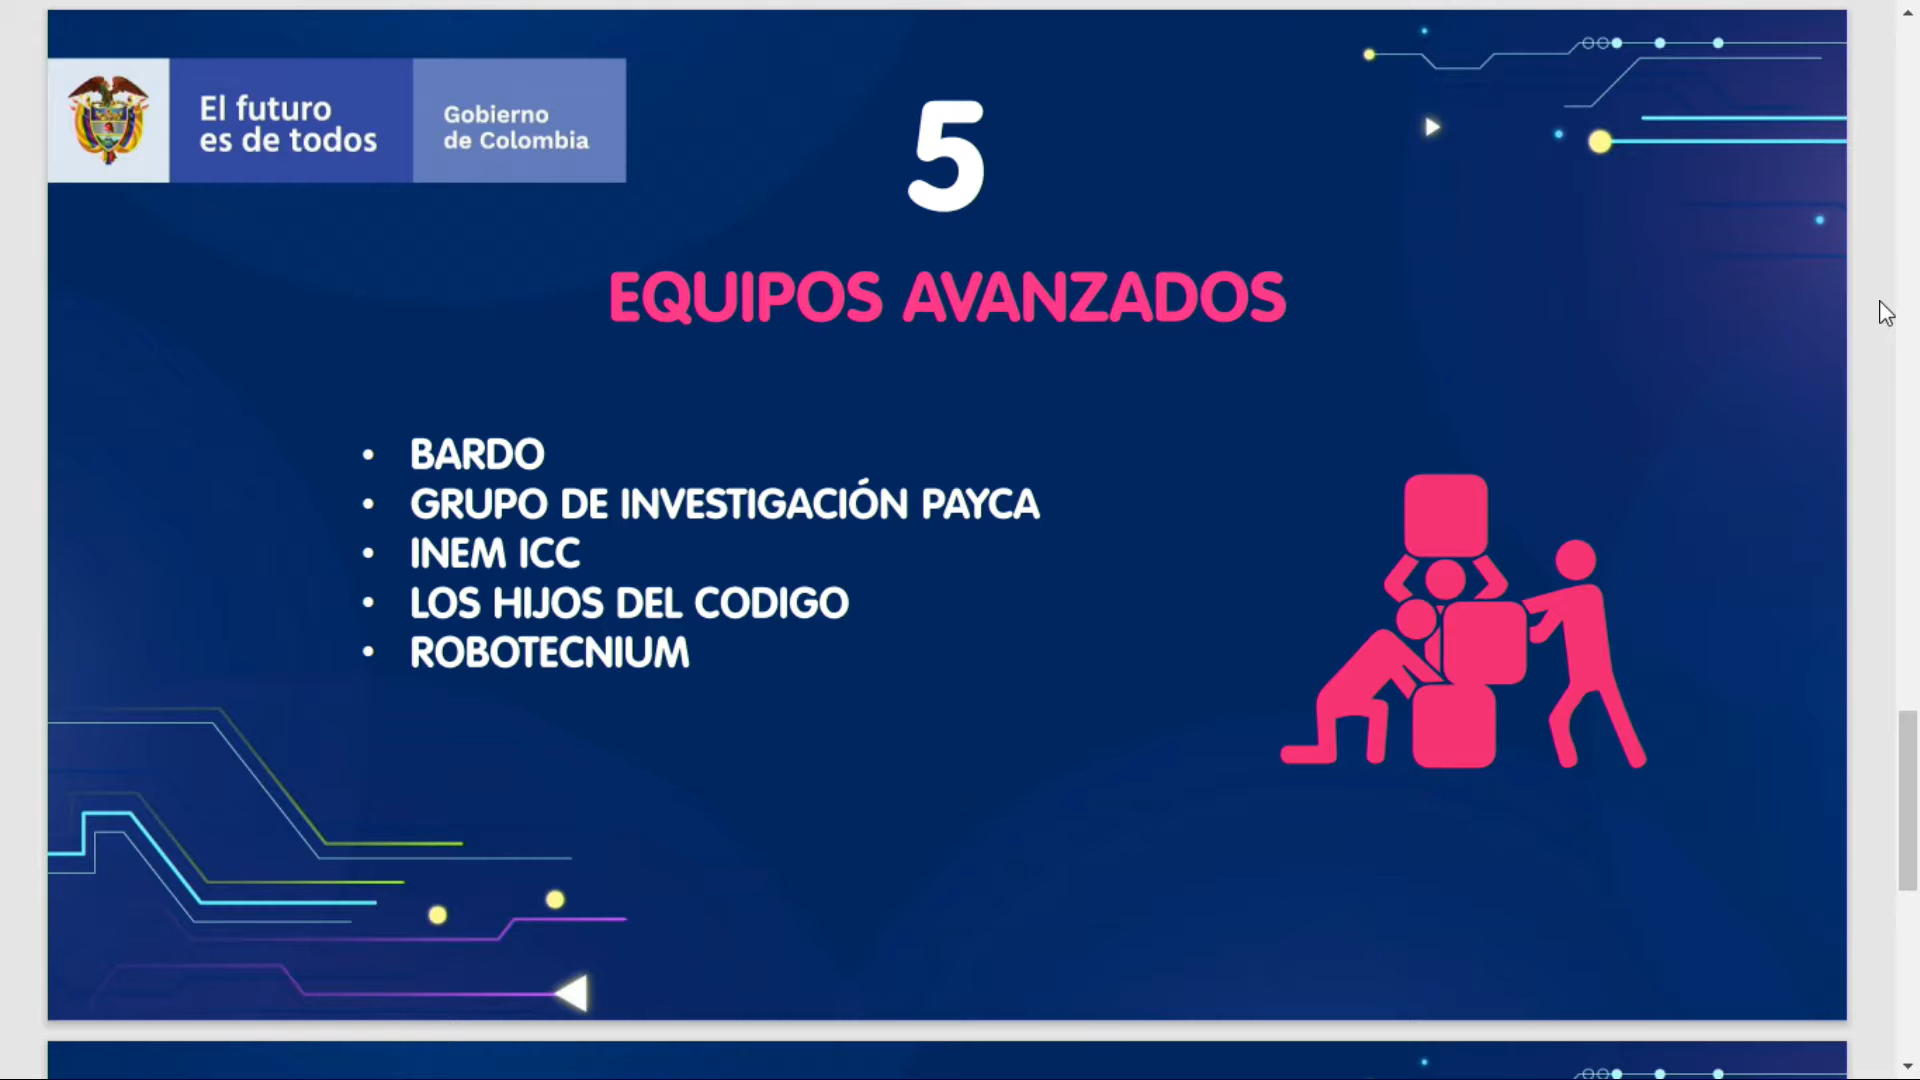 El futuro
es de todos
Gobierno
de Colombia
5
EQUIPOS AVANZADOS
• BARDO
• GRUPO DE INVESTIGACIÓN PAYCA
• INEM ICC
• LOS HIJOS DEL CODIGO
• ROBOTECNIUM